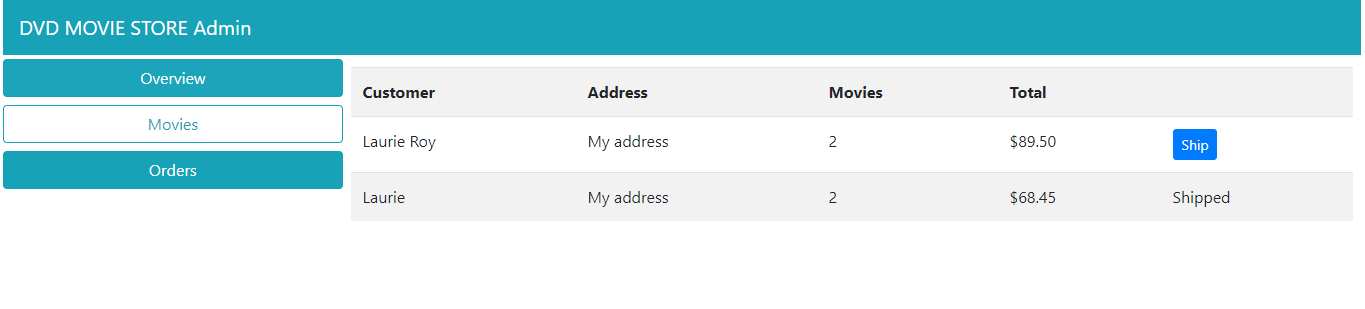 DVD MOVIE STORE Admin
Overview
Movies
Orders
Customer Address Movies Total
Laurie Roy My address 2 $89.50 Ship
Laurie My address 2 $68.45 Shipped